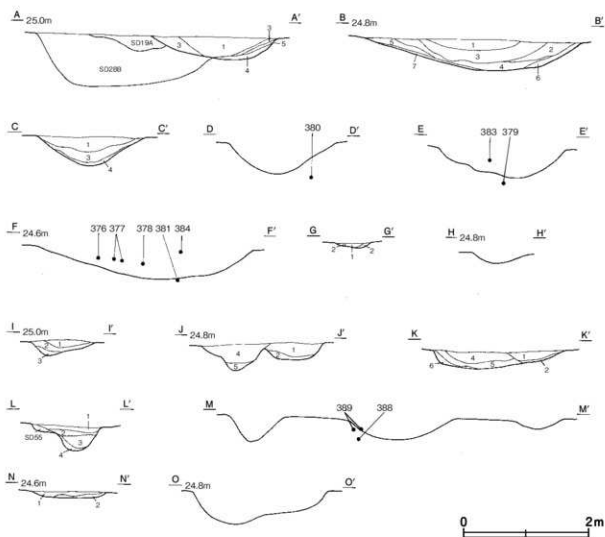 A 25.0m A' B 24.8m B'
SD19A 3 1 3 5 4
SD28B
5 1 2 3 4 6 7
C C' D 380 D' E 383 379 E'
1 3 4
F 24.6m 376 377 378 381 384 F' G G' H 24.8m H'
2 1 2
I 25.0m I' J 24.8m J' K K'
2 1 3
4 1 2 5
4 1 6 5 2
L L' M 389 388 M'
SD55 1 2 3 4
N 24.6m N' O 24.8m O'
1 2
0 2m